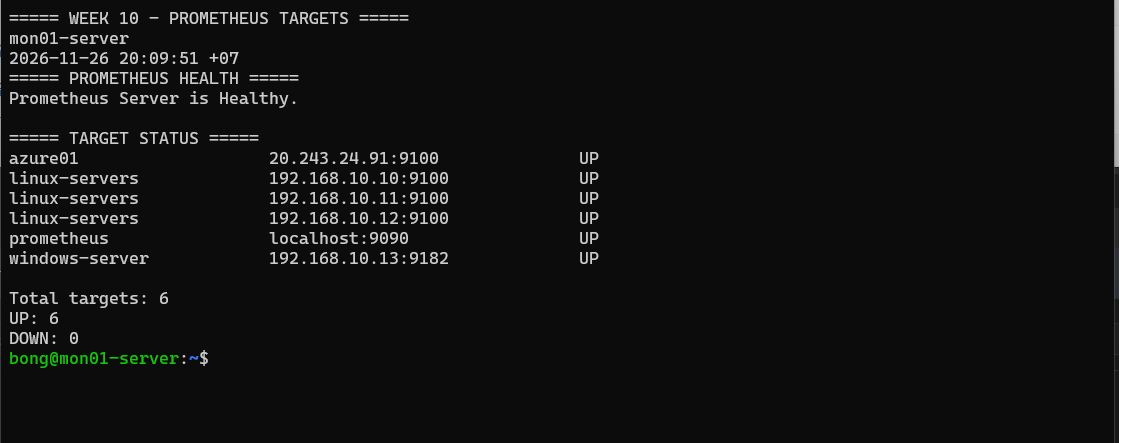 ===== WEEK 10 - PROMETHEUS TARGETS =====
mon01-server
2026-11-26 20:09:51 +07
===== PROMETHEUS HEALTH =====
Prometheus Server is Healthy.
===== TARGET STATUS =====
azure01 20.243.24.91:9100 UP
linux-servers 192.168.10.10:9100 UP
linux-servers 192.168.10.11:9100 UP
linux-servers 192.168.10.12:9100 UP
prometheus localhost:9090 UP
windows-server 192.168.10.13:9182 UP
Total targets: 6
UP: 6
DOWN: 0
bong@mon01-server:~$